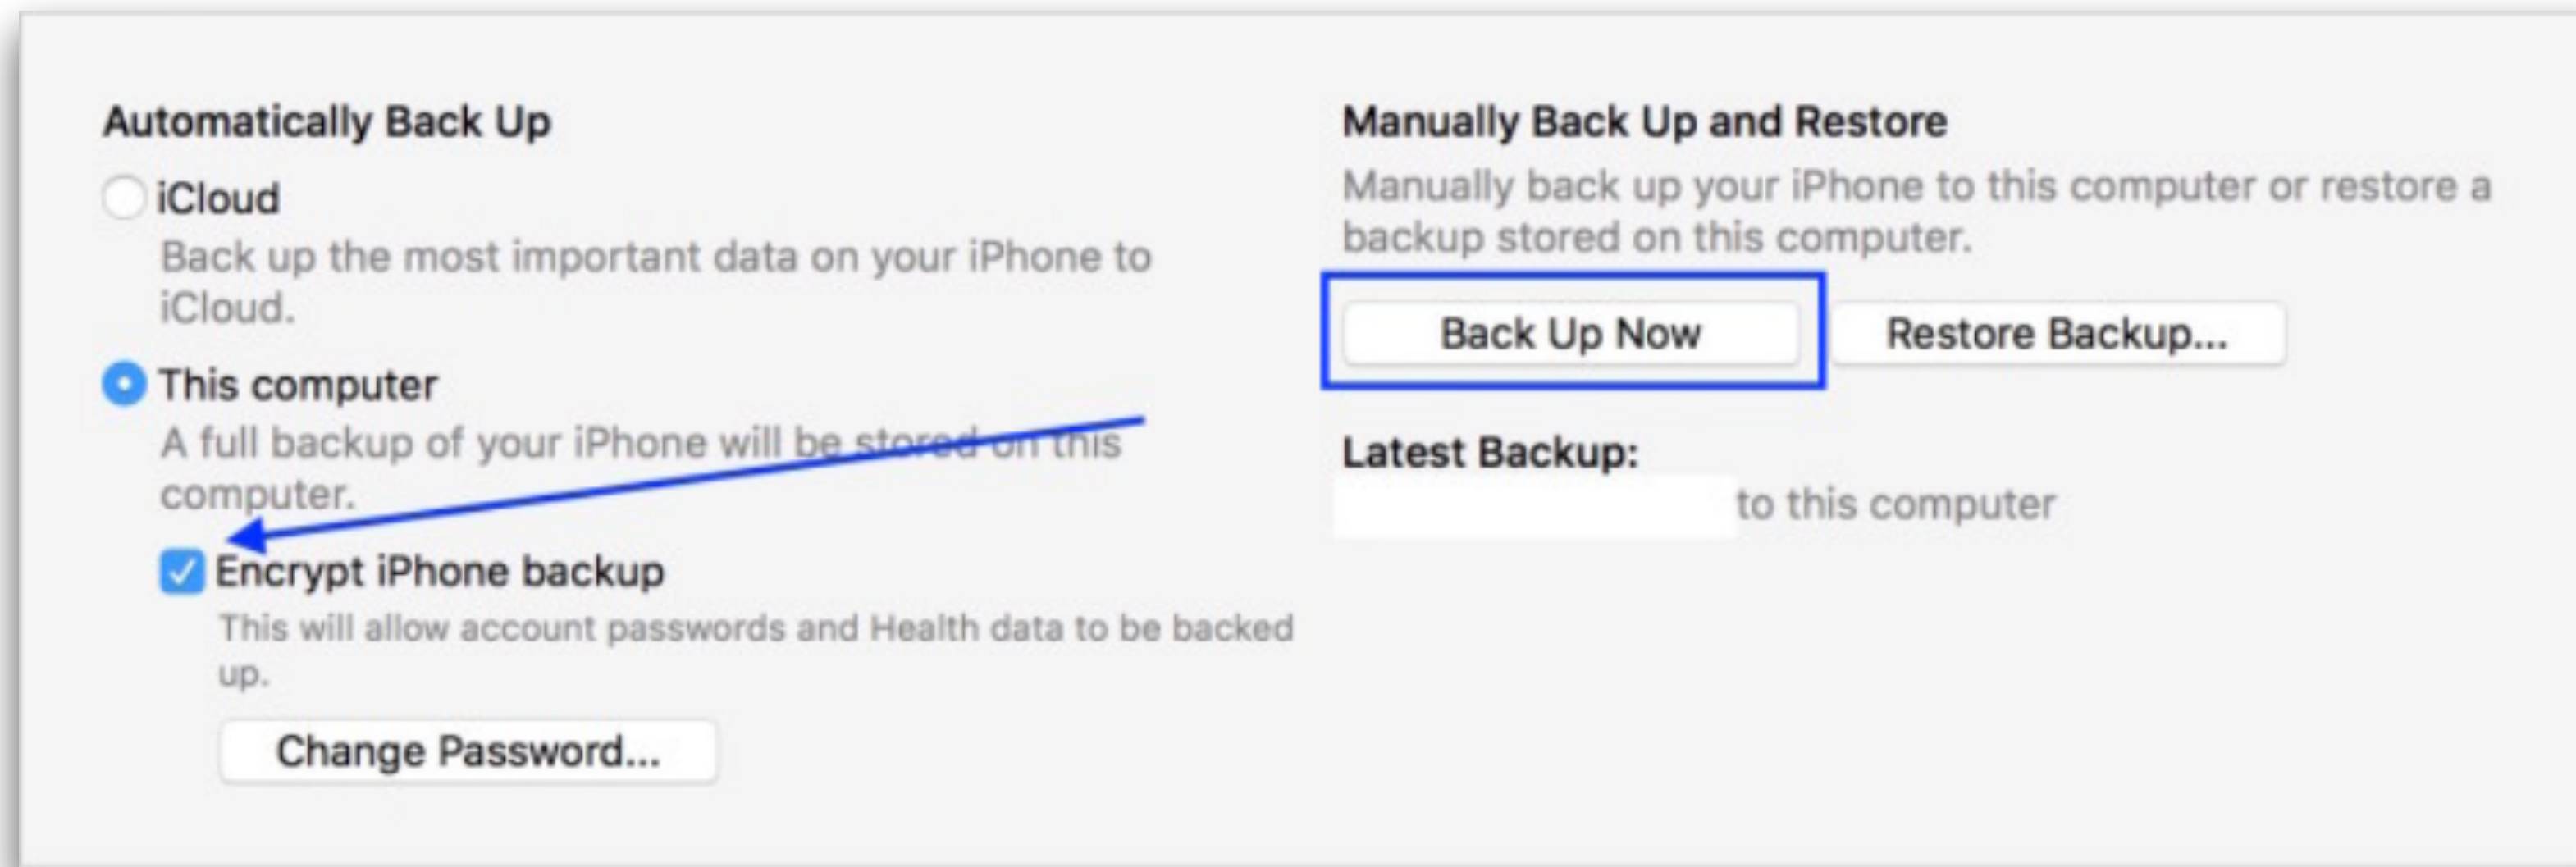 Automatically Back Up
iCloud
Back up the most important data on your iPhone to
iCloud.
This computer
A full backup of your iPhone will be stored on this
computer.
Encrypt iPhone backup
This will allow account passwords and Health data to be backed
up.
Change Password...
Manually Back Up and Restore
Manually back up your iPhone to this computer or restore a
backup stored on this computer.
Back Up Now
Restore Backup...
Latest Backup:
to this computer